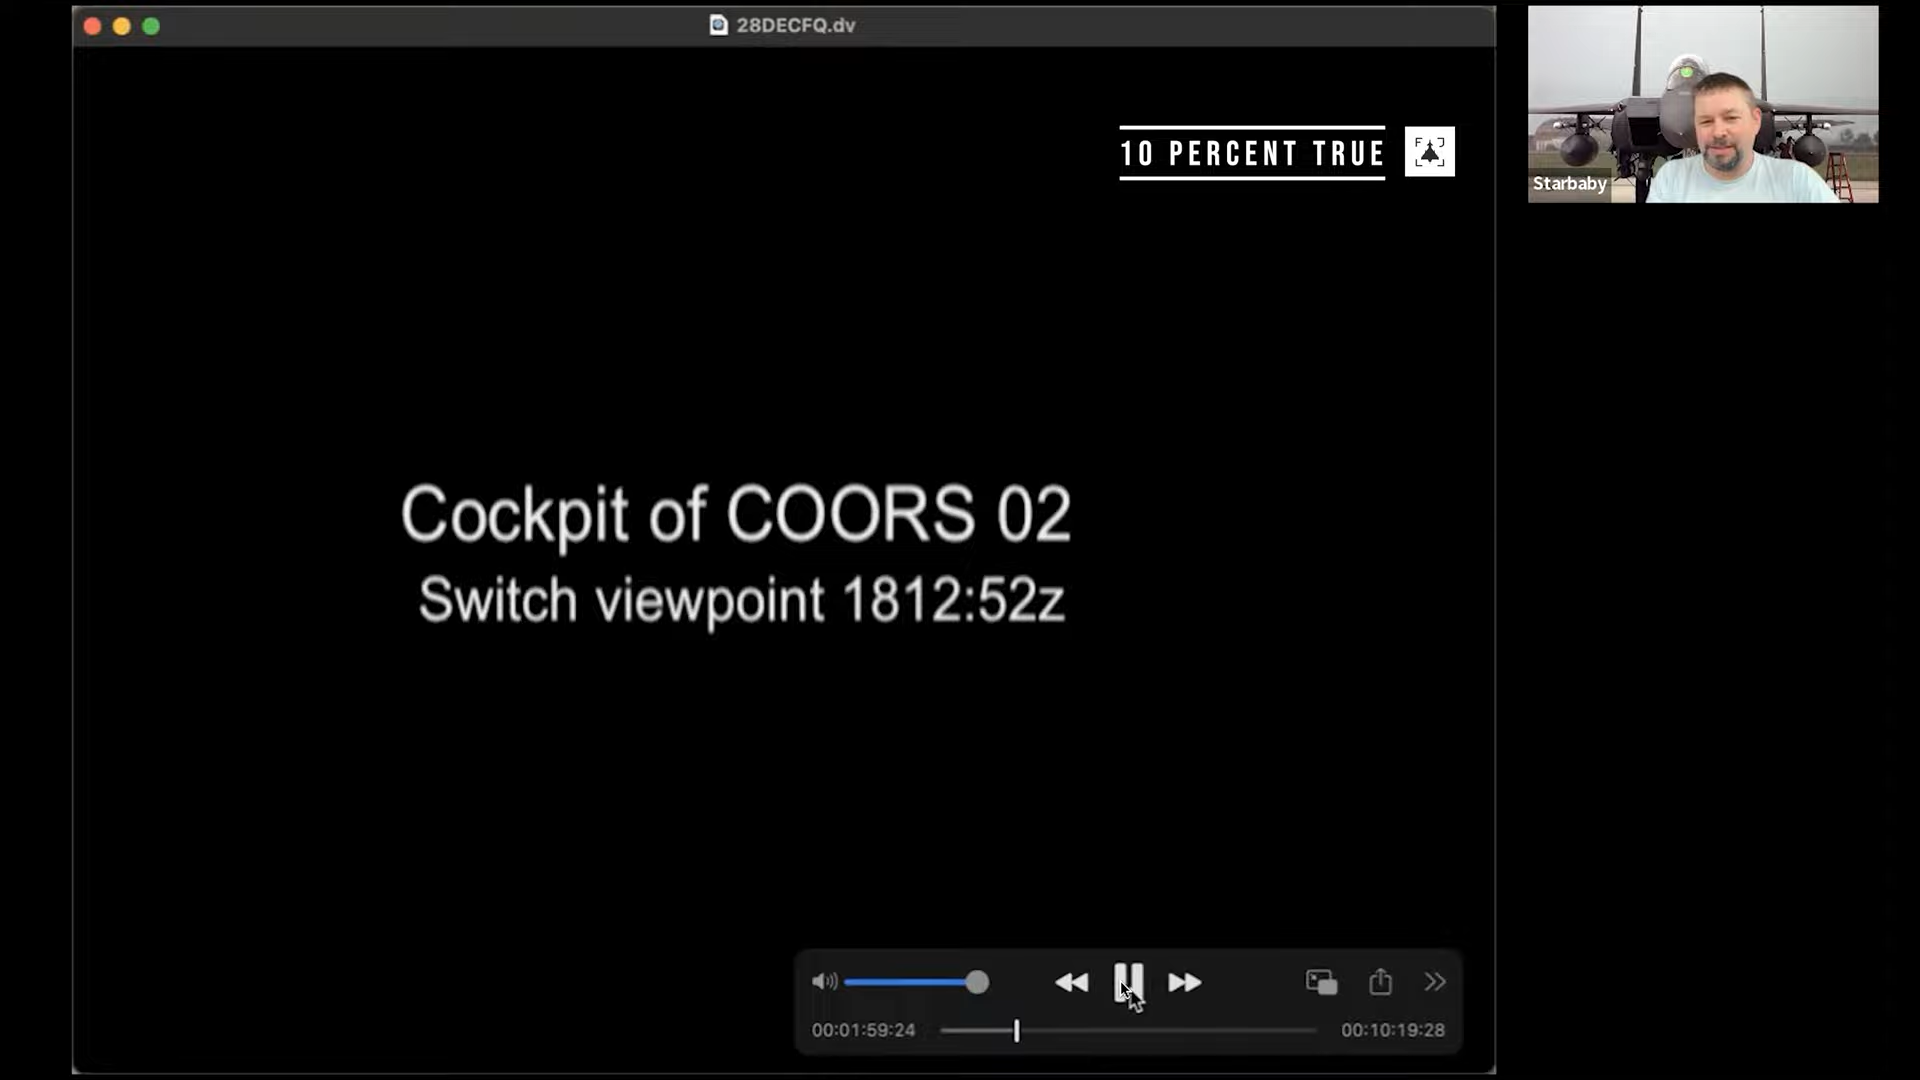 28DECFQ.dv
10 PERCENT TRUE
F J
Starbaby
Cockpit of COORS 02
Switch viewpoint 1812:52z
00:01:59:24
00:10:19:28